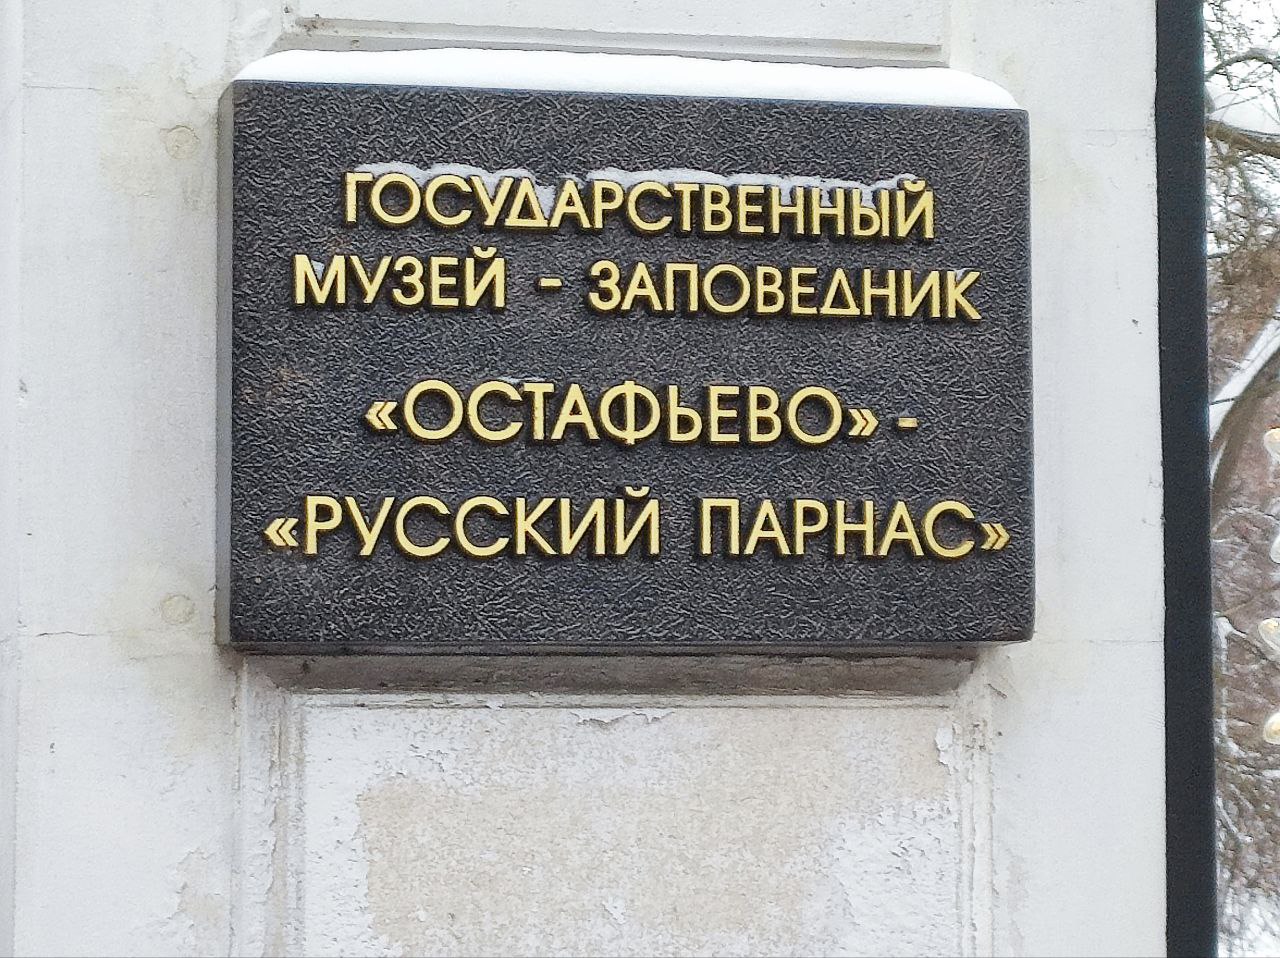 ГОСУДАРСТВЕННЫЙ
МУЗЕЙ - ЗАПОВЕДНИК
«ОСТАФЬЕВО» -
«РУССКИЙ ПАРНАС»